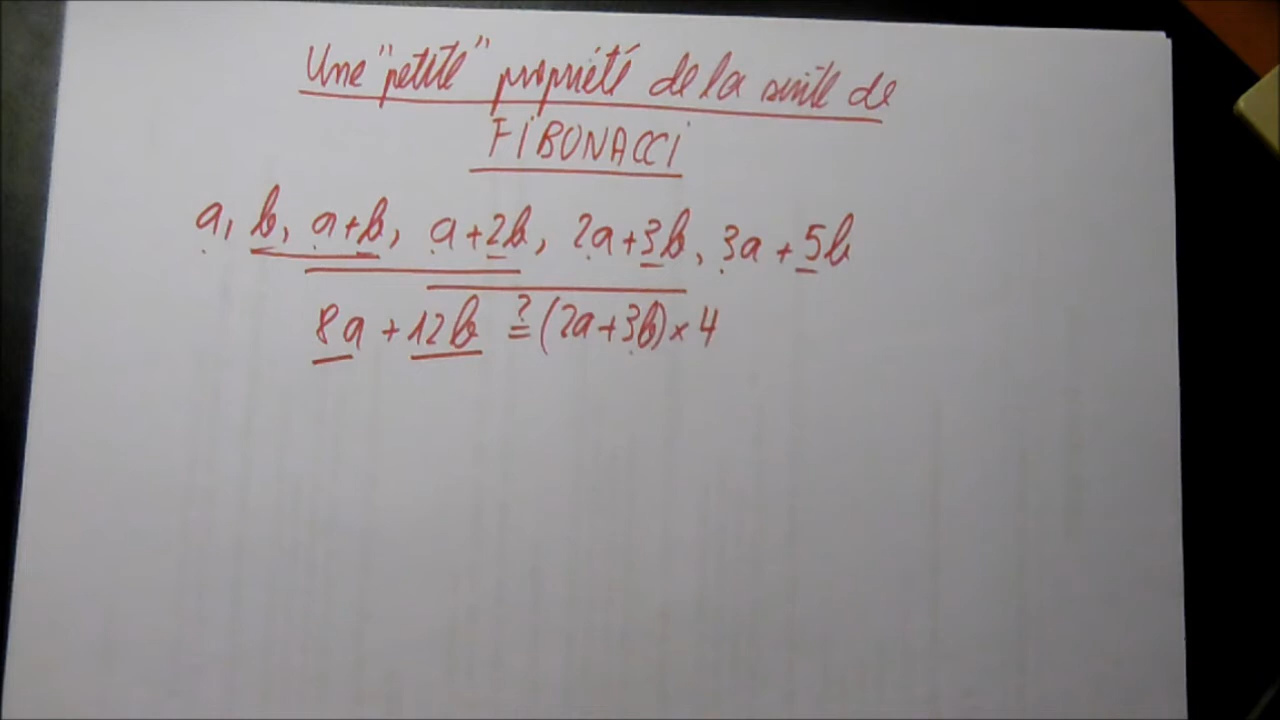 Une "petite" propriété de la suite de
FIBONACCI
a, b, a+b, a+2b, 2a+3b, 3a+5b
8a+12b ?= (2a+3b)×4